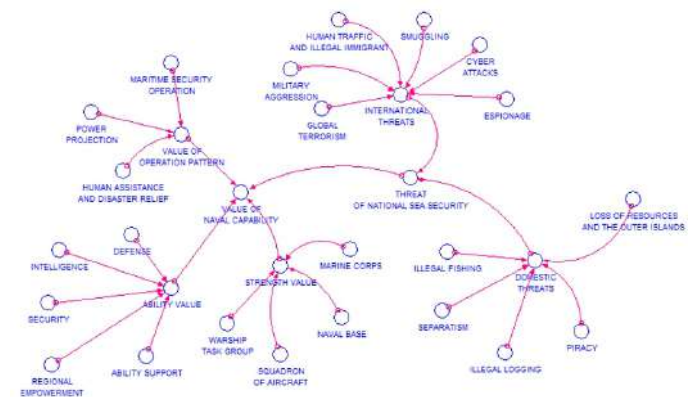 HUMAN TRAFFIC
AND ILLEGAL IMMIGRANT
SMUGGLING
CYBER
ATTACKS
MARITIME SECURITY
OPERATION
MILITARY
AGGRESSION
INTERNATIONAL
THREATS
ESPIONAGE
GLOBAL
TERRORISM
POWER
PROJECTION
VALUE OF
OPERATION PATTERN
HUMAN ASSISTANCE
AND DISASTER RELIEF
THREAT
OF NATIONAL SEA SECURITY
VALUE OF
NAVAL CAPABILITY
LOSS OF RESOURCES
AND THE OUTER ISLANDS
DEFENSE
INTELLIGENCE
MARINE CORPS
STRENGTH VALUE
ILLEGAL FISHING
DOMESTIC
THREATS
ABILITY VALUE
SECURITY
WARSHIP
TASK GROUP
NAVAL BASE
SEPARATISM
PIRACY
ILLEGAL LOGGING
SQUADRON
OF AIRCRAFT
ABILITY SUPPORT
REGIONAL
EMPOWERMENT